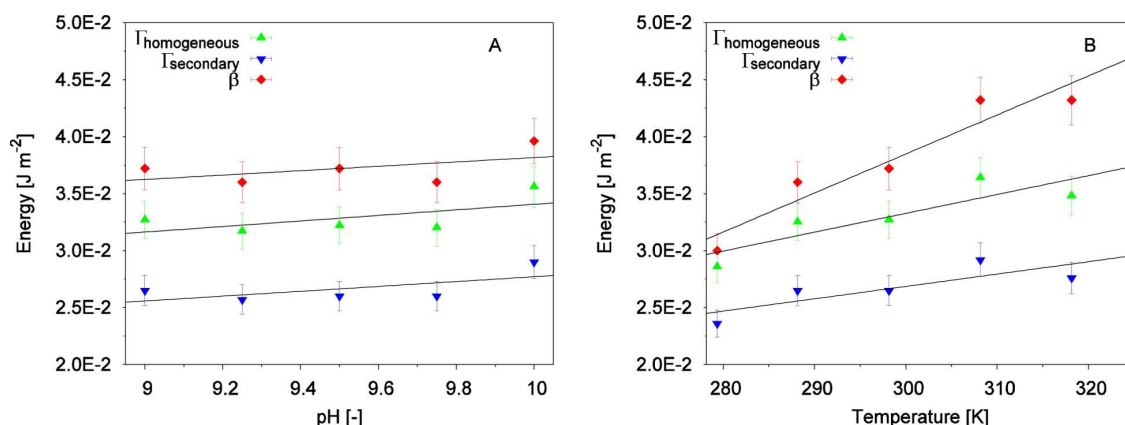 Energy [J m⁻²]
5.0E-2
4.5E-2
4.0E-2
3.5E-2
3.0E-2
2.5E-2
2.0E-2
Γhomogeneous
Γsecondary
β
A
9 9.2 9.4 9.6 9.8 10
pH [-]
Energy [J m⁻²]
5.0E-2
4.5E-2
4.0E-2
3.5E-2
3.0E-2
2.5E-2
2.0E-2
Γhomogeneous
Γsecondary
β
B
280 290 300 310 320
Temperature [K]